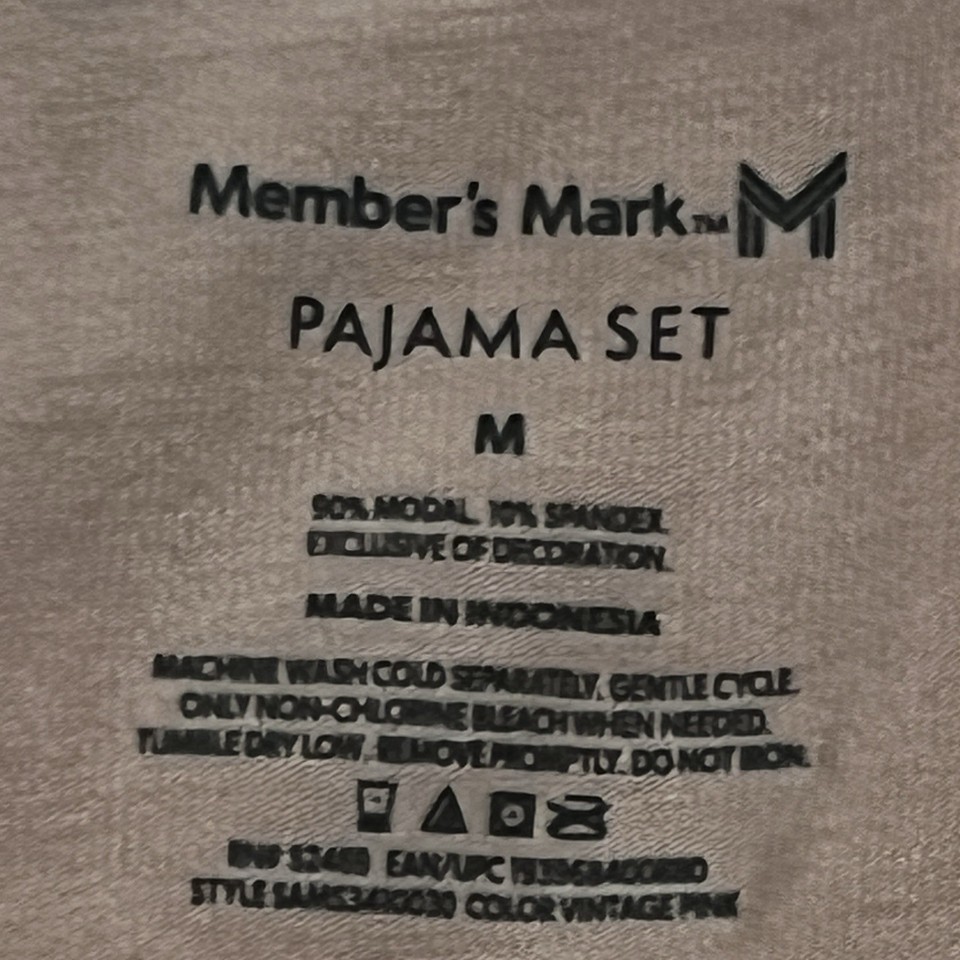 Member's Mark™
PAJAMA SET
M
90% MODAL 10% SPANDEX
EXCLUSIVE OF DECORATION
MADE IN INDONESIA
MACHINE WASH COLD SEPARATELY. GENTLE CYCLE.
ONLY NON-CHLORINE BLEACH WHEN NEEDED.
TUMBLE DRY LOW. REMOVE PROMPTLY. DO NOT IRON.
EAN/UPC
STYLE COLOR VINTAGE PINK